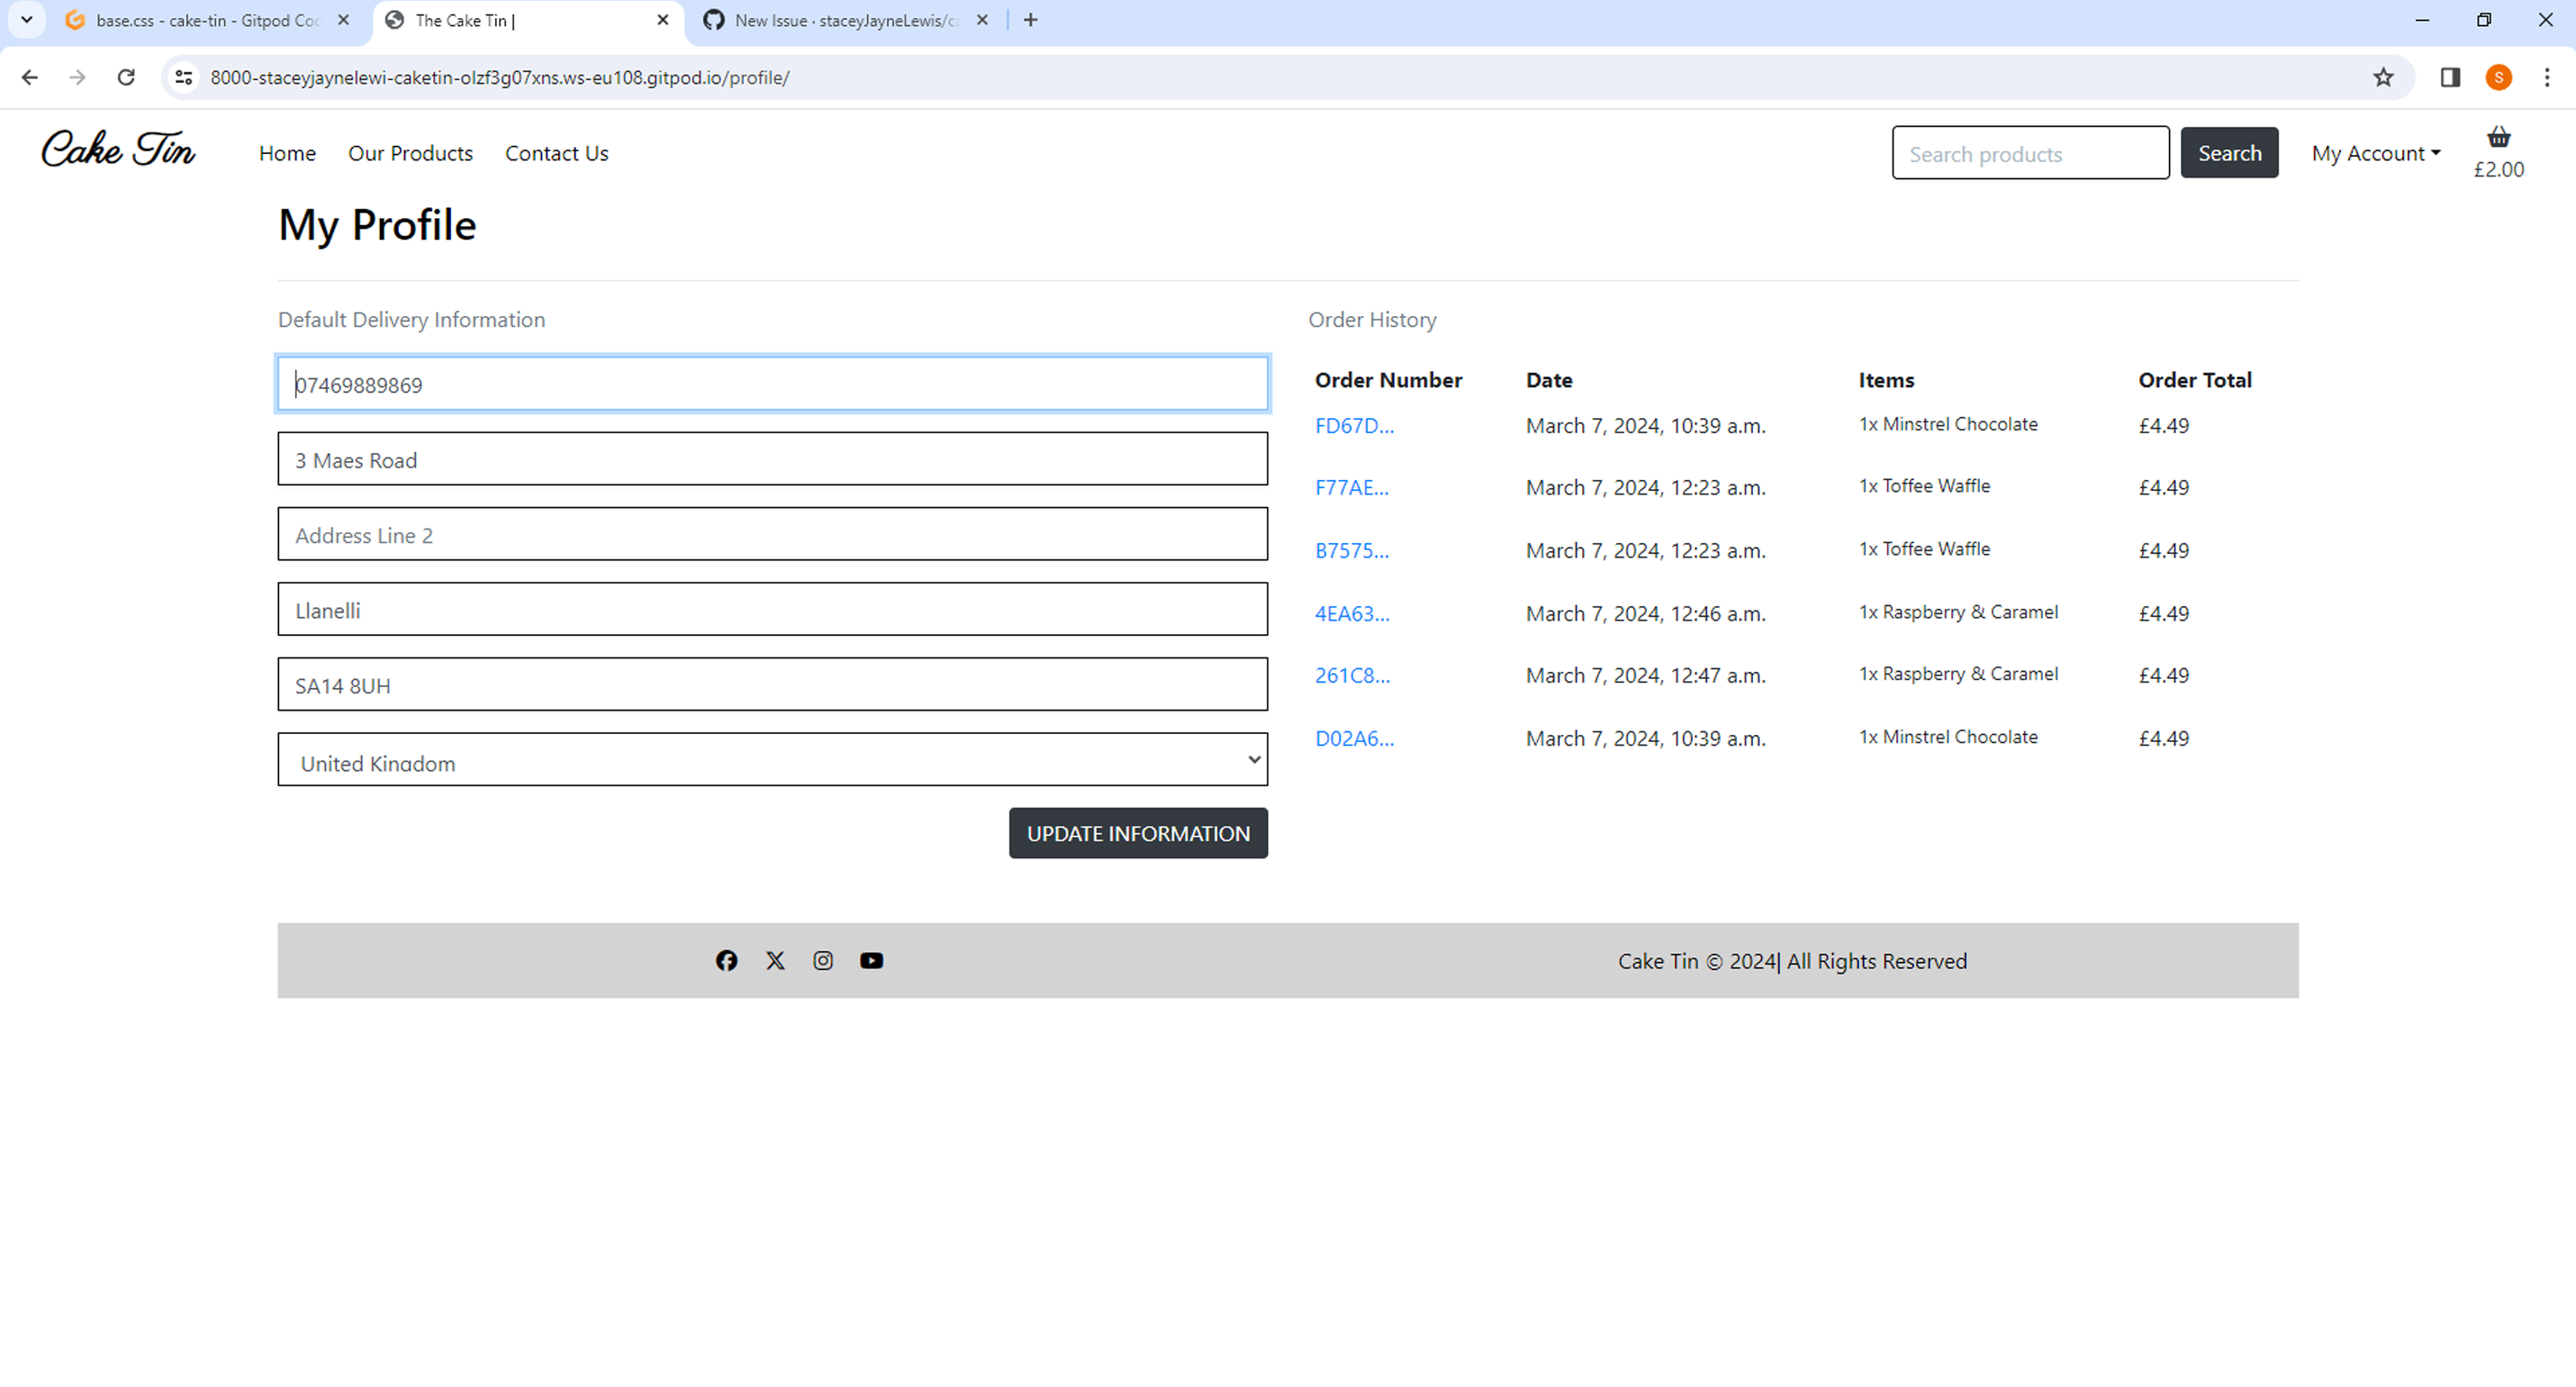 base.css - cake-tin - Gitpod Co
The Cake Tin |
New Issue · staceyJayneLewis/c
8000-staceyjaynelewi-caketin-olzf3g07xns.ws-eu108.gitpod.io/profile/
S
Cake Tin
Home
Our Products
Contact Us
Search products
Search
My Account
£2.00
My Profile
Default Delivery Information
07469889869
3 Maes Road
Address Line 2
Llanelli
SA14 8UH
United Kingdom
UPDATE INFORMATION
Order History
Order Number Date Items Order Total
FD67D... March 7, 2024, 10:39 a.m. 1x Minstrel Chocolate £4.49
F77AE... March 7, 2024, 12:23 a.m. 1x Toffee Waffle £4.49
B7575... March 7, 2024, 12:23 a.m. 1x Toffee Waffle £4.49
4EA63... March 7, 2024, 12:46 a.m. 1x Raspberry & Caramel £4.49
261C8... March 7, 2024, 12:47 a.m. 1x Raspberry & Caramel £4.49
D02A6... March 7, 2024, 10:39 a.m. 1x Minstrel Chocolate £4.49
Cake Tin © 2024| All Rights Reserved